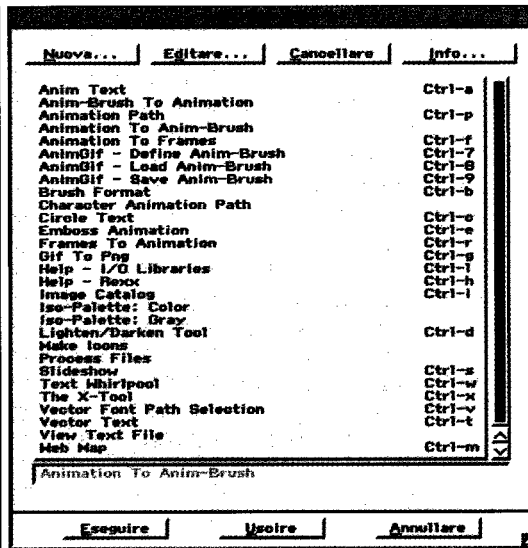 Nuova... Editare... Cancellare Info...
Anim Text Ctrl-a
Anim-Brush To Animation
Animation Path Ctrl-p
Animation To Anim-Brush
Animation To Frames Ctrl-f
AnimGif - Define Anim-Brush Ctrl-7
AnimGif - Load Anim-Brush Ctrl-8
AnimGif - Save Anim-Brush Ctrl-9
Brush Format Ctrl-b
Character Animation Path
Circle Text Ctrl-c
Emboss Animation Ctrl-e
Frames To Animation Ctrl-r
Gif To Png Ctrl-g
Help - I/O Libraries Ctrl-l
Help - Rexx Ctrl-h
Image Catalog Ctrl-i
Iso-Palette: Color
Iso-Palette: Gray
Lighten/Darken Tool Ctrl-d
Make Icons
Process Files
Slideshow Ctrl-s
Text Whirlpool Ctrl-w
The X-Tool Ctrl-x
Vector Font Path Selection Ctrl-v
Vector Text Ctrl-t
View Text File
Web Map Ctrl-m
Animation To Anim-Brush
Eseguire Uscire Annullare